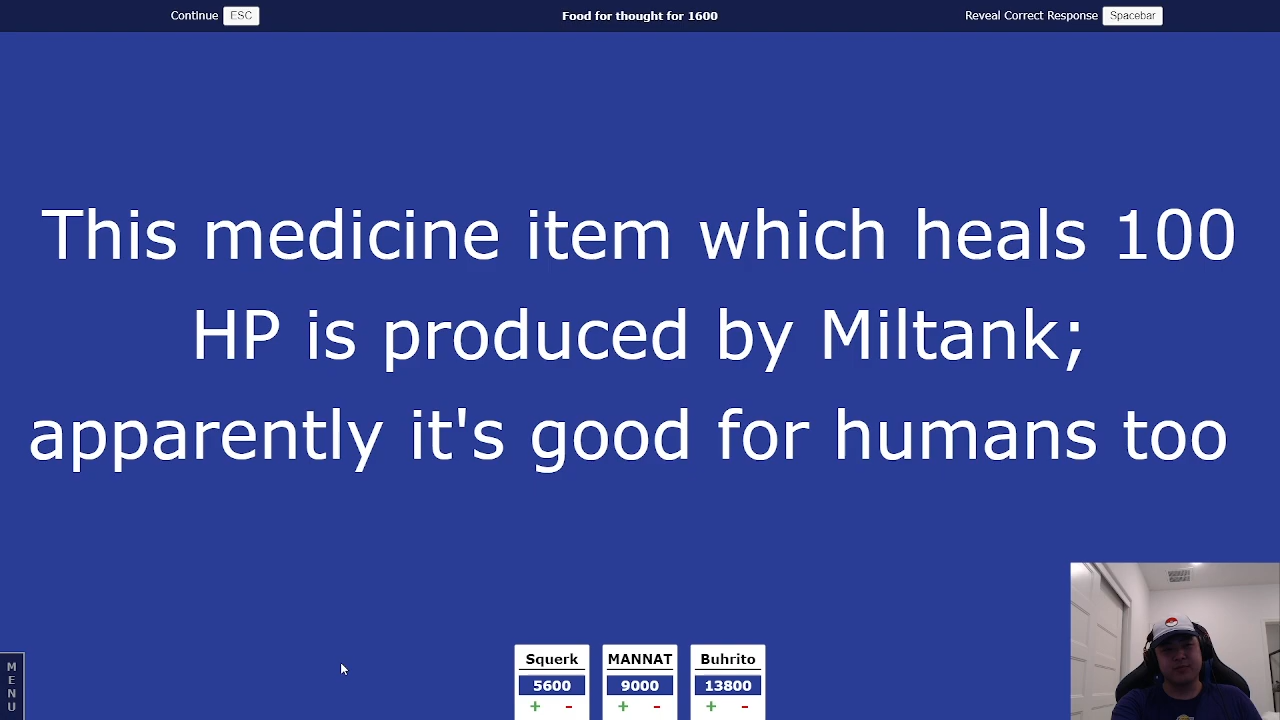 Continue ESC
Food for thought for 1600
Reveal Correct Response Spacebar
This medicine item which heals 100
HP is produced by Miltank;
apparently it's good for humans too
MENU
Squerk MANNAT Buhrito
5600 9000 13800
+ - + - + -